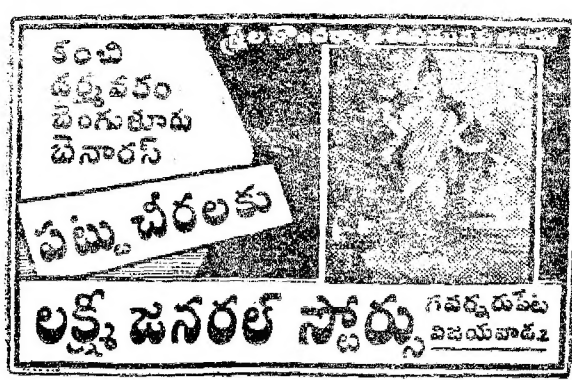 కంచి
ధర్మవరం
బెంగుళూరు
బెనారస్
పట్టుచీరలకు
లక్ష్మీ జనరల్ స్టోర్సు
గవర్నరుపేట
విజయవాడ.2